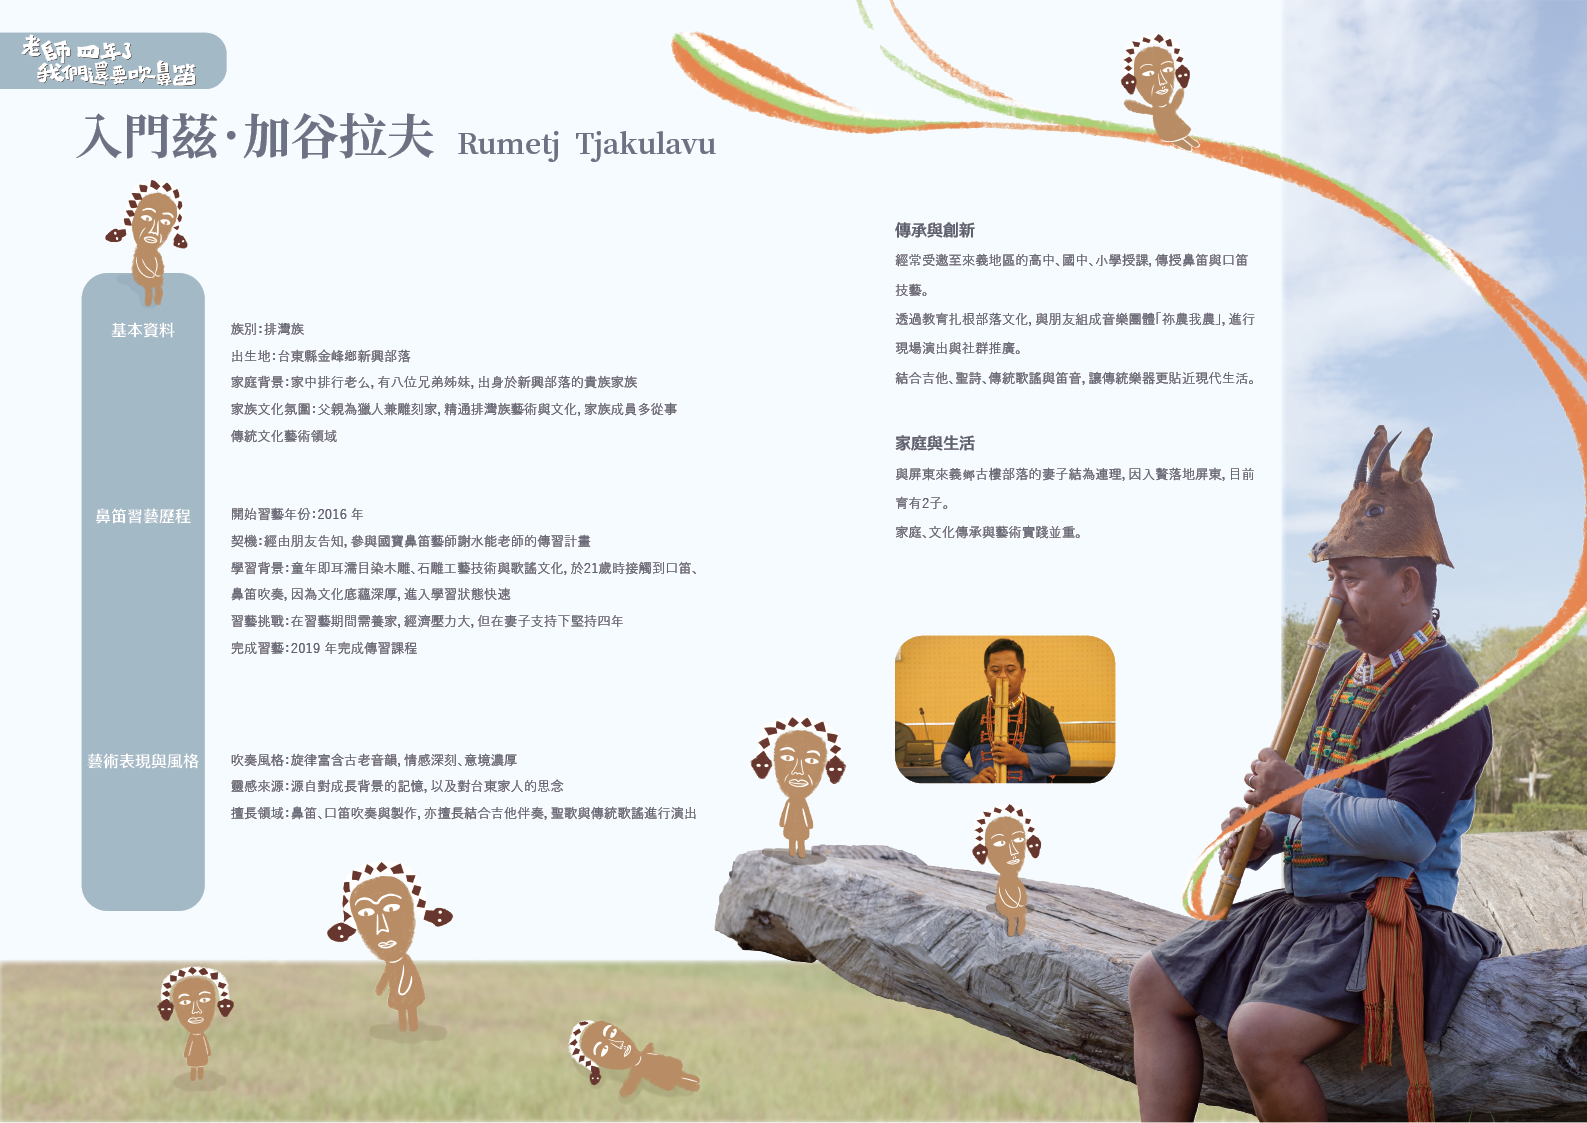 老師 四年了
我們還要吹鼻笛
入門茲·加谷拉夫 Rumetj Tjakulavu
基本資料
族別：排灣族
出生地：台東縣金峰鄉新興部落
家庭背景：家中排行老么，有八位兄弟姊妹，出身於新興部落的貴族家族
家族文化氛圍：父親為獵人兼雕刻家，精通排灣族藝術與文化，家族成員多從事
傳統文化藝術領域
鼻笛習藝歷程
開始習藝年份：2016 年
契機：經由朋友告知，參與國寶鼻笛藝師謝水能老師的傳習計畫
學習背景：童年即耳濡目染木雕、石雕工藝技術與歌謠文化，於21歲時接觸到口笛、
鼻笛吹奏，因為文化底蘊深厚，進入學習狀態快速
習藝挑戰：在習藝期間需養家，經濟壓力大，但在妻子支持下堅持四年
完成習藝：2019 年完成傳習課程
藝術表現與風格
吹奏風格：旋律富含古老音韻，情感深刻、意境濃厚
靈感來源：源自對成長背景的記憶，以及對台東家人的思念
擅長領域：鼻笛、口笛吹奏與製作，亦擅長結合吉他伴奏，聖歌與傳統歌謠進行演出
傳承與創新
經常受邀至來義地區的高中、國中、小學授課，傳授鼻笛與口笛
技藝。
透過教育扎根部落文化，與朋友組成音樂團體「祢農我農」，進行
現場演出與社群推廣。
結合吉他、聖詩、傳統歌謠與笛音，讓傳統樂器更貼近現代生活。
家庭與生活
與屏東來義鄉古樓部落的妻子結為連理，因入贅落地屏東，目前
育有2子。
家庭、文化傳承與藝術實踐並重。